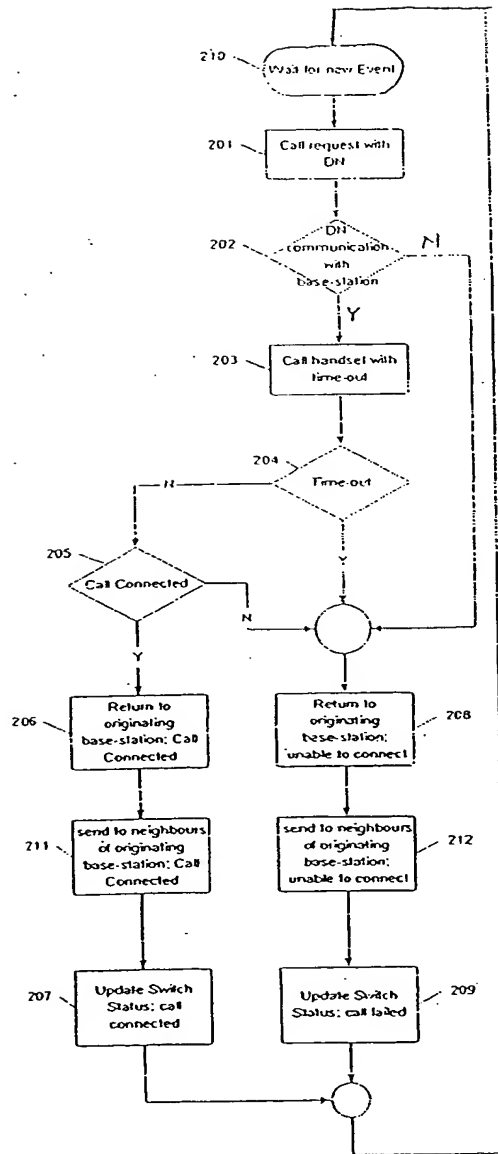 210
Wait for new Event
201
Call request with
DN
202
DN
communication
with
base-station
N
Y
203
Call handset with
time-out
204
Time-out
N
Y
205
Call Connected
N
Y
206
Return to
originating
base-station; Call
Connected
208
Return to
originating
base-station;
unable to connect
211
send to neighbours
of originating
base-station; Call
Connected
212
send to neighbours
of originating
base-station;
unable to connect
207
Update Switch
Status; call
connected
209
Update Switch
Status; call failed